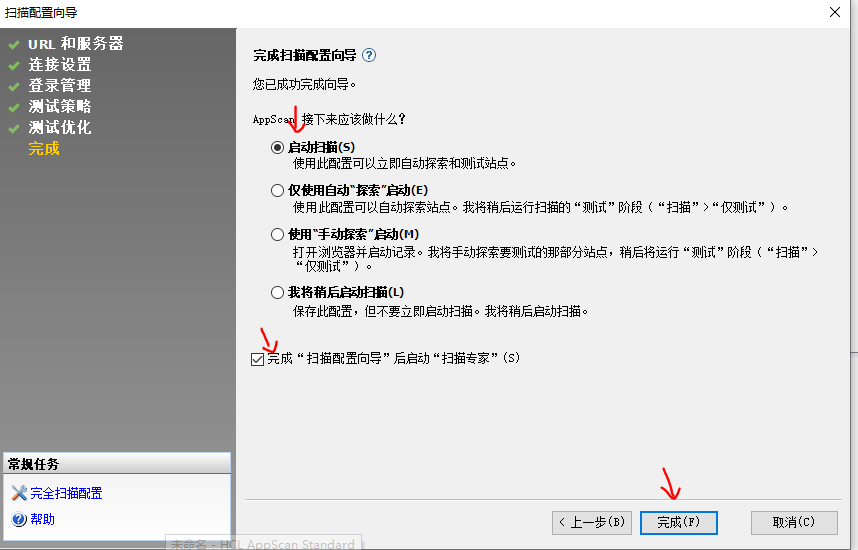 扫描配置向导
URL 和服务器
连接设置
登录管理
测试策略
测试优化
完成
完成扫描配置向导
您已成功完成向导。
AppScan 接下来应该做什么?
启动扫描(S)
使用此配置可以立即自动探索和测试站点。
仅使用自动“探索”启动(E)
使用此配置可以自动探索站点。我将稍后运行扫描的“测试”阶段（“扫描”>“仅测试”）。
使用“手动探索”启动(M)
打开浏览器并启动记录。我将手动探索要测试的那部分站点，稍后将运行“测试”阶段（“扫描”>
“仅测试”）。
我将稍后启动扫描(L)
保存此配置，但不要立即启动扫描。我将稍后启动扫描。
完成“扫描配置向导”后启动“扫描专家”(S)
常规任务
完全扫描配置
帮助
< 上一步(B)
完成(F)
取消(C)
未命名 - HCL AppScan Standard